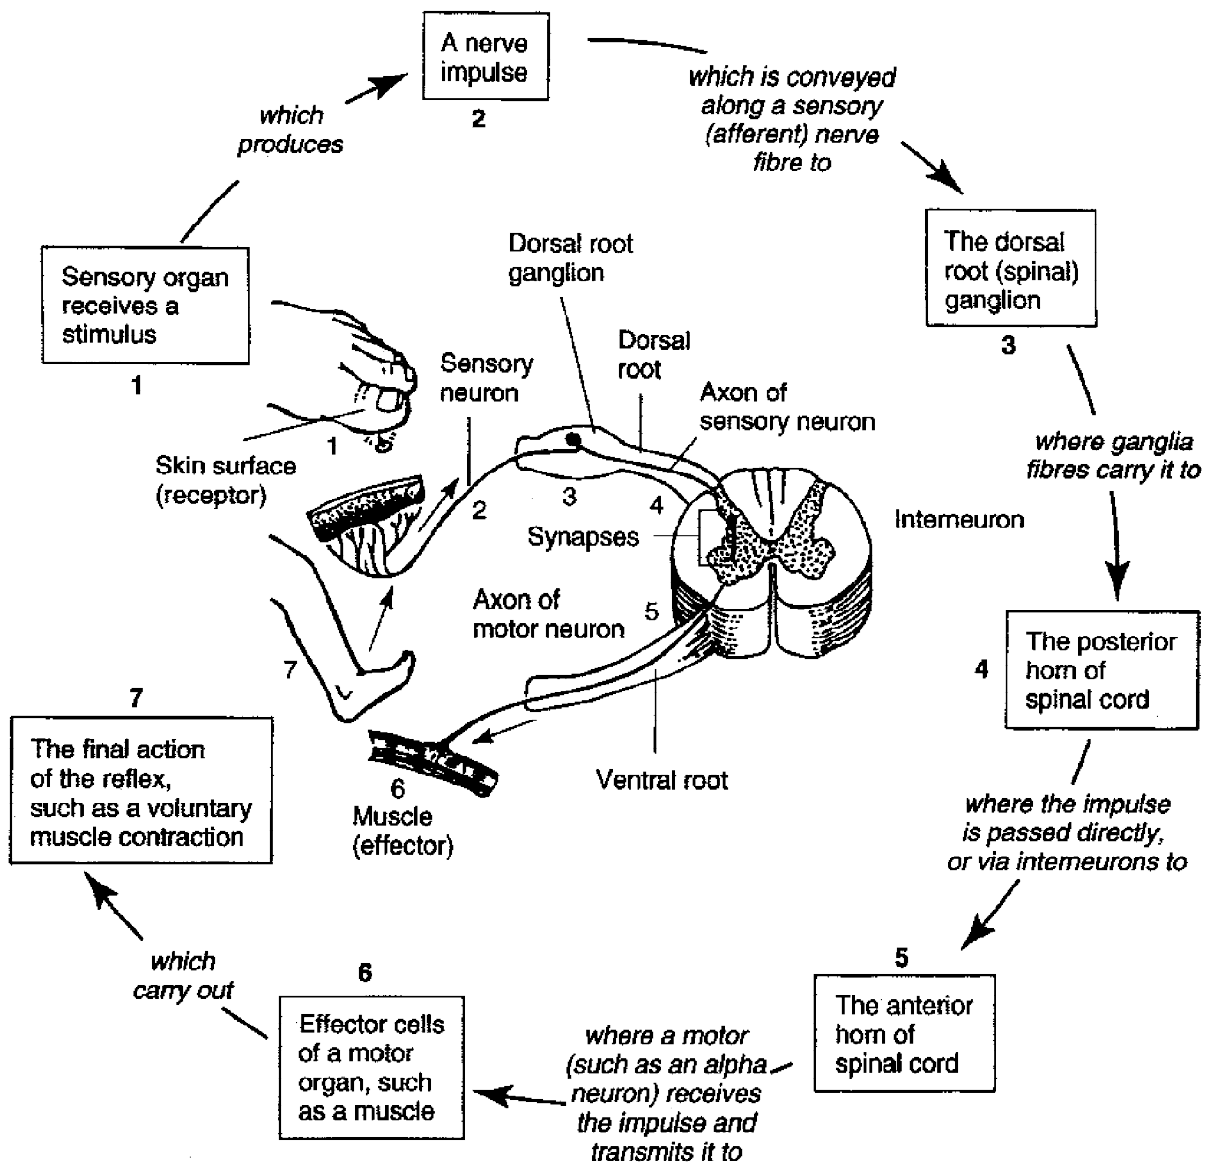 A nerve
impulse
2
which is conveyed
along a sensory
(afferent) nerve
fibre to
which
produces
The dorsal
root (spinal)
ganglion
3
Sensory organ
receives a
stimulus
1
Dorsal root
ganglion
Dorsal
root
Sensory
neuron
Axon of
sensory neuron
1
Skin surface
(receptor)
2
3
4
Synapses
Interneuron
where ganglia
fibres carry it to
Axon of
motor neuron
5
7
4
The posterior
horn of
spinal cord
7
The final action
of the reflex,
such as a voluntary
muscle contraction
6
Muscle
(effector)
Ventral root
where the impulse
is passed directly,
or via interneurons to
5
The anterior
horn of
spinal cord
which
carry out
6
Effector cells
of a motor
organ, such
as a muscle
where a motor
(such as an alpha
neuron) receives
the impulse and
transmits it to